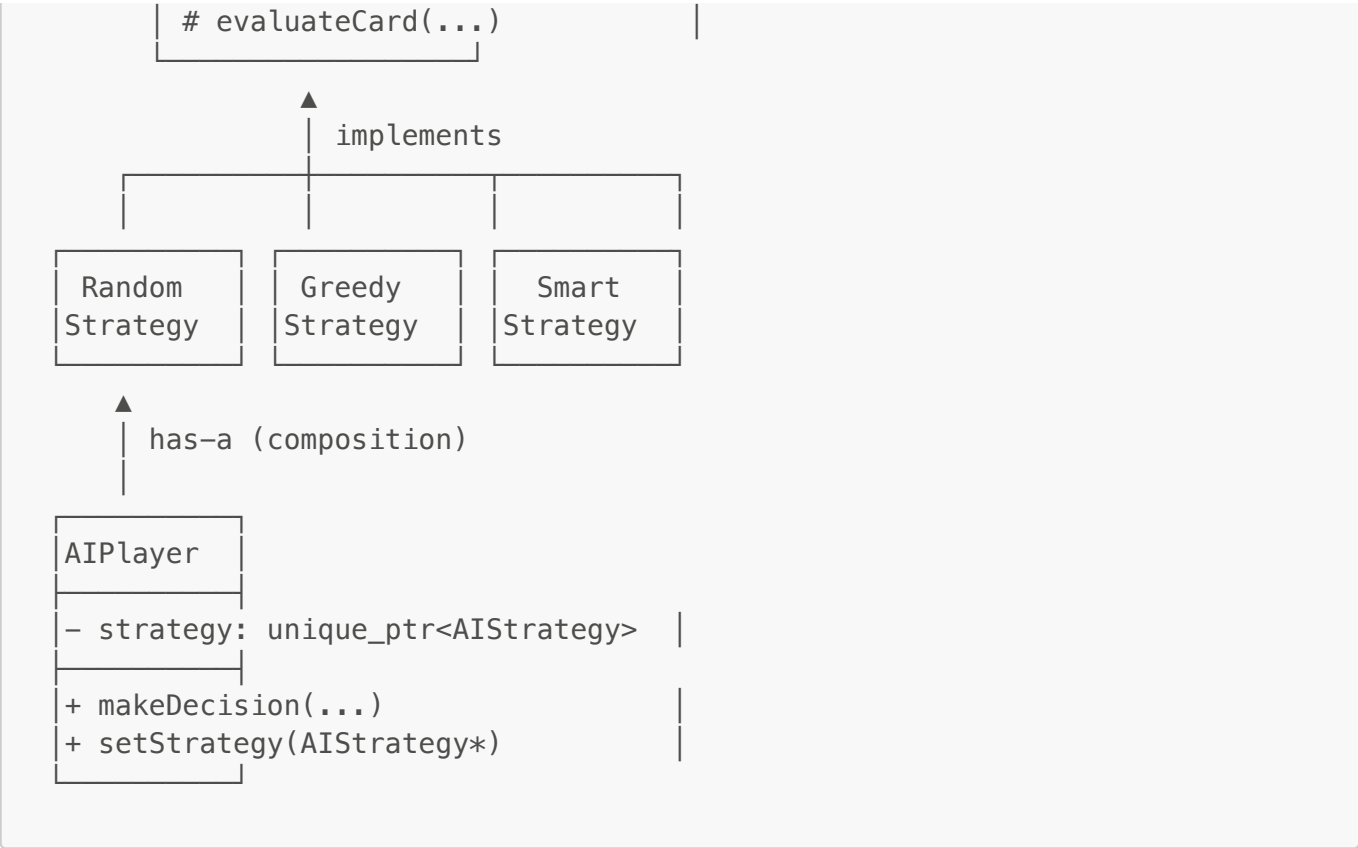 # evaluateCard(...)
implements
Random Greedy Smart
Strategy Strategy Strategy
has-a (composition)
AIPlayer
- strategy: unique_ptr<AIStrategy>
+ makeDecision(...)
+ setStrategy(AIStrategy*)